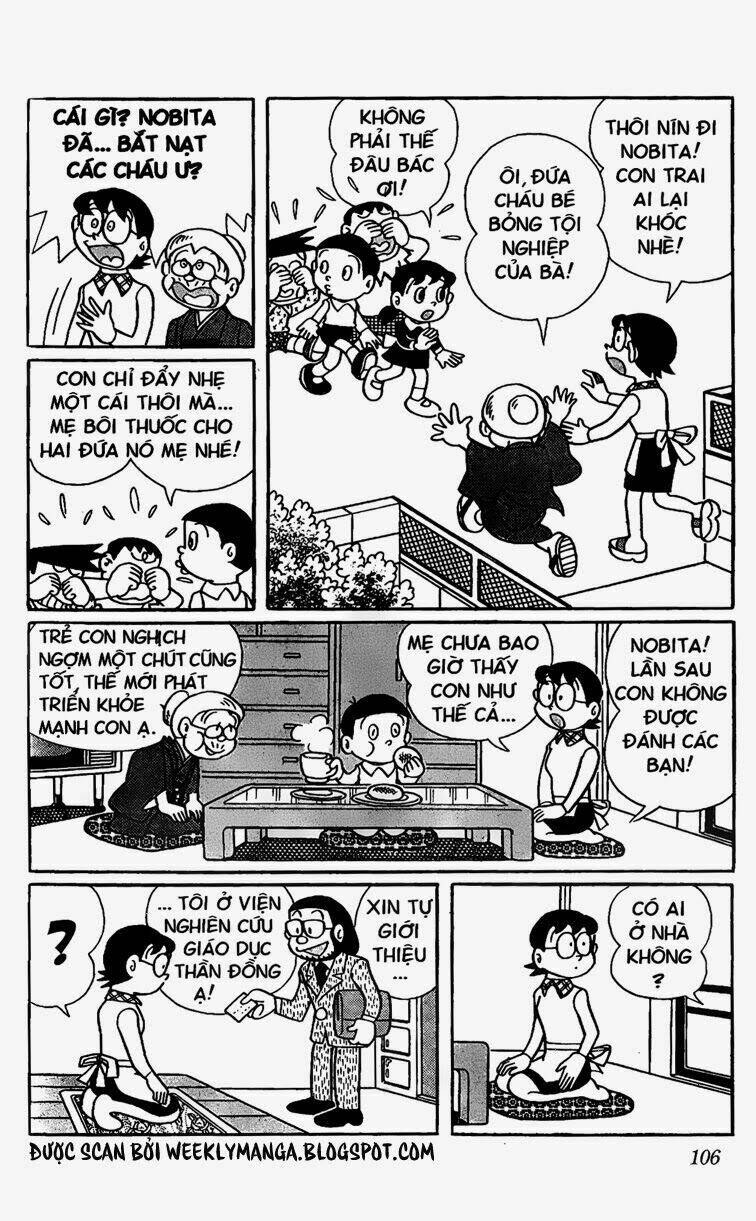 THÔI NÍN ĐI
NOBITA!
CON TRAI
AI LẠI
KHÓC
NHÈ!
ÔI, ĐỨA
CHÁU BÉ
BỎNG TỘI
NGHIỆP
CỦA BÀ!
KHÔNG
PHẢI THẾ
ĐÂU BÁC
ƠI!
CÁI GÌ? NOBITA
ĐÃ... BẮT NẠT
CÁC CHÁU Ư?
CON CHỈ ĐẨY NHẸ
MỘT CÁI THÔI MÀ...
MẸ BÔI THUỐC CHO
HAI ĐỨA NÓ MẸ NHÉ!
NOBITA!
LẦN SAU
CON KHÔNG
ĐƯỢC
ĐÁNH CÁC
BẠN!
MẸ CHƯA BAO
GIỜ THẤY
CON NHƯ
THẾ CẢ...
TRẺ CON NGHỊCH
NGỢM MỘT CHÚT CŨNG
TỐT, THẾ MỚI PHÁT
TRIỂN KHỎE
MẠNH CON Ạ.
CÓ AI
Ở NHÀ
KHÔNG
?
XIN TỰ
GIỚI
THIỆU
...
... TÔI Ở VIỆN
NGHIÊN CỨU
GIÁO DỤC
THẦN ĐỒNG
Ạ!
?
ĐƯỢC SCAN BỞI WEEKLYMANGA.BLOGSPOT.COM
106